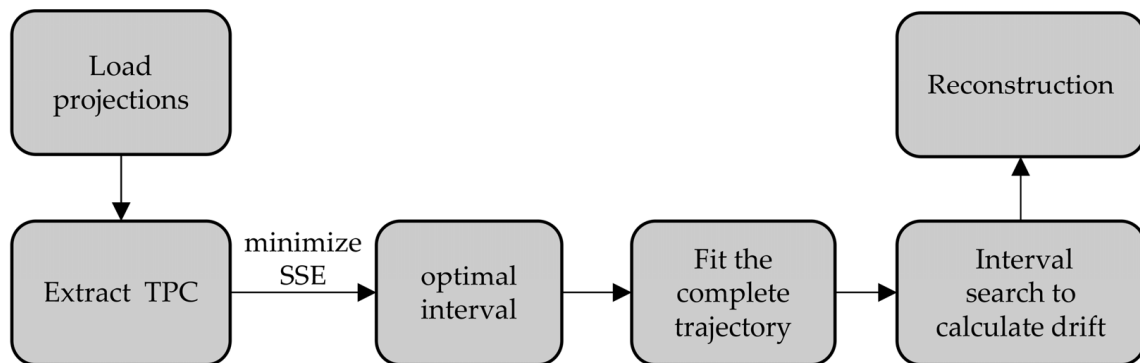 Load
projections
Extract TPC
minimize
SSE
optimal
interval
Fit the
complete
trajectory
Interval
search to
calculate drift
Reconstruction